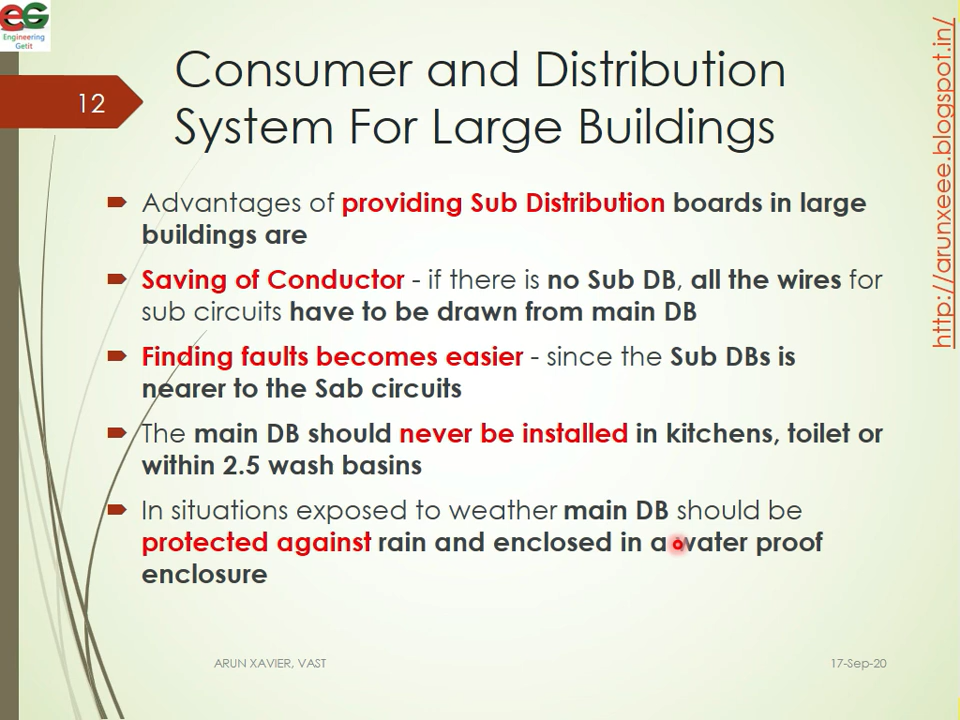 EG
Engineering
Getit
12
Consumer and Distribution
System For Large Buildings
http://arunxeee.blogspot.in/
Advantages of providing Sub Distribution boards in large
buildings are
Saving of Conductor - if there is no Sub DB, all the wires for
sub circuits have to be drawn from main DB
Finding faults becomes easier - since the Sub DBs is
nearer to the Sab circuits
The main DB should never be installed in kitchens, toilet or
within 2.5 wash basins
In situations exposed to weather main DB should be
protected against rain and enclosed in a water proof
enclosure
ARUN XAVIER, VAST
17-Sep-20